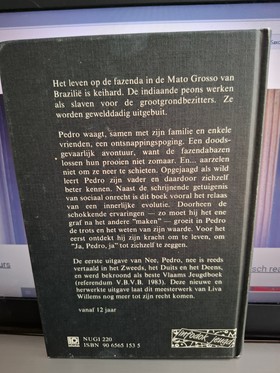 Het leven op de fazenda in de Mato Grosso van
Brazilië is keihard. De indiaande peons werken
als slaven voor de grootgrondbezitters. Ze
worden gewelddadig uitgebuit.
Pedro waagt, samen met zijn familie en enkele
vrienden, een ontsnappingspoging. Een doods-
gevaarlijk avontuur, want de fazendabazen
lossen hun prooien niet zomaar. En... aarzelen
niet om ze neer te schieten. Opgejaagd als wild
leert Pedro zijn vader en daardoor zichzelf
beter kennen. Naast de schrijnende getuigenis
van sociaal onrecht is dit boek vooral het relaas
van een innerlijke evolutie. Doorheen de
schokkende ervaringen – zo moet hij het ene
graf na het andere "maken" – groeit in Pedro
de trots en het weten van zijn waarde. Voor het
eerst ontdekt hij zijn kracht om te leven, om
"Ja, Pedro, ja" tot zichzelf te zeggen.
De eerste uitgave van Nee, Pedro, nee is reeds
vertaald in het Zweeds, het Duits en het Deens,
en werd bekroond als beste Vlaams Jeugdboek
(referendum V.B.V.B. 1983). Deze nieuwe en
herwerkte uitgave laat de meesterwerk van Liva
Willems nog meer tot zijn recht komen.
vanaf 12 jaar
NUGI 220
ISBN 90 6565 153 5